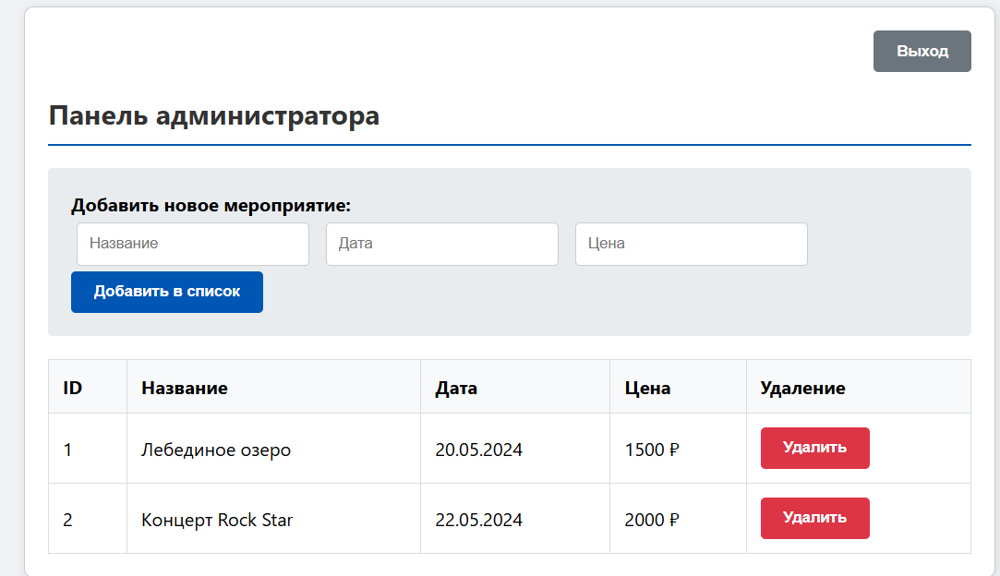 Выход
Панель администратора
Добавить новое мероприятие:
Название Дата Цена
Добавить в список
ID Название Дата Цена Удаление
1 Лебединое озеро 20.05.2024 1500 ₽ Удалить
2 Концерт Rock Star 22.05.2024 2000 ₽ Удалить